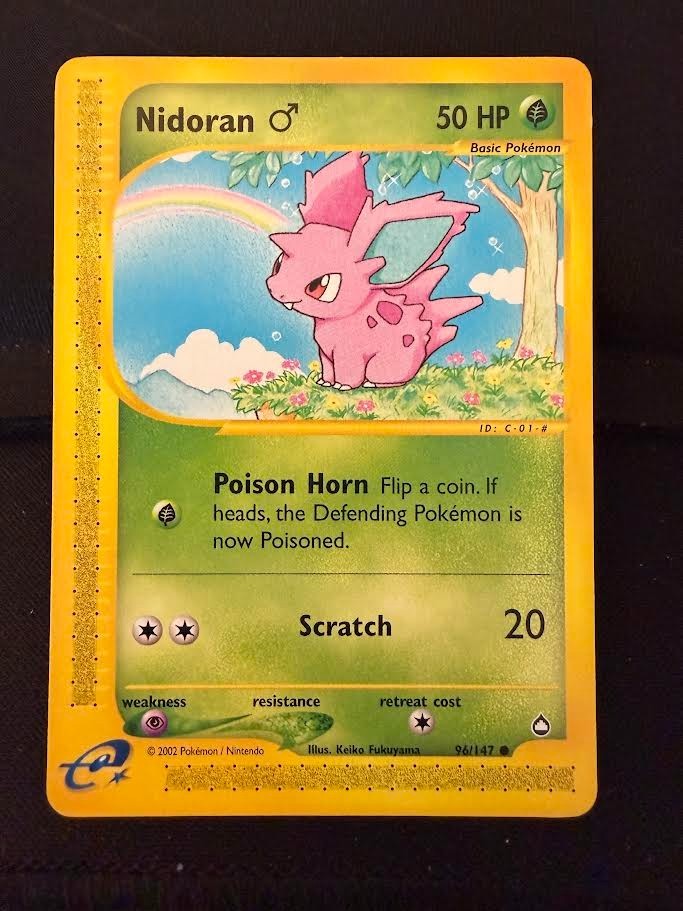 Nidoran ♂ 50 HP
Basic Pokémon
ID: C-01-#
Poison Horn Flip a coin. If
heads, the Defending Pokémon is
now Poisoned.
Scratch 20
weakness resistance retreat cost
© 2002 Pokémon / Nintendo Illus. Keiko Fukuyama 96/147 ●
e